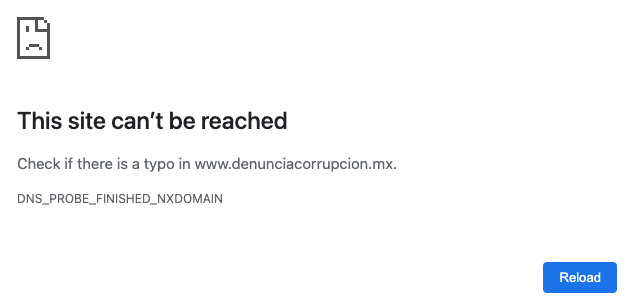 This site can’t be reached
Check if there is a typo in www.denunciacorrupcion.mx.
DNS_PROBE_FINISHED_NXDOMAIN
Reload